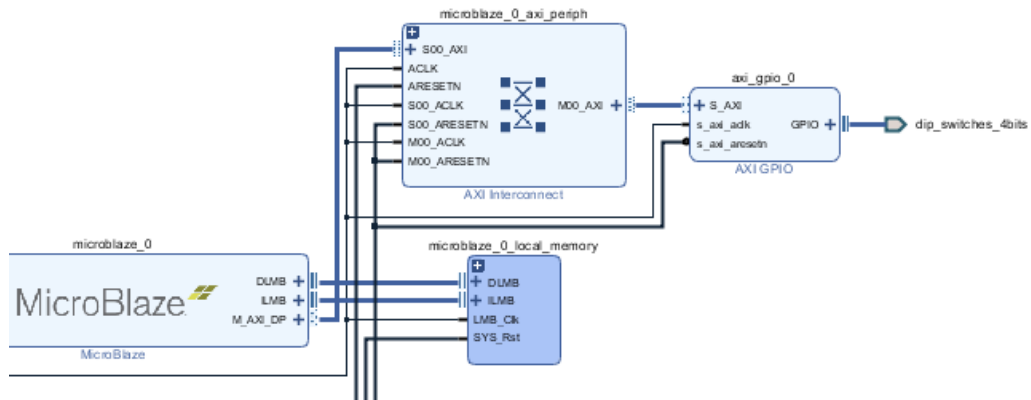 microblaze_0_axi_periph
S00_AXI
ACLK
ARESETN
S00_ACLK
M00_AXI
S00_ARESETN
M00_ACLK
M00_ARESETN
AXI Interconnect
axi_gpio_0
S_AXI
s_axi_aclk
GPIO
s_axi_aresetn
AXI GPIO
dip_switches_4bits
microblaze_0
DLMB
ILMB
M_AXI_DP
MicroBlaze
MicroBlaze
microblaze_0_local_memory
DLMB
ILMB
LMB_Clk
SYS_Rst